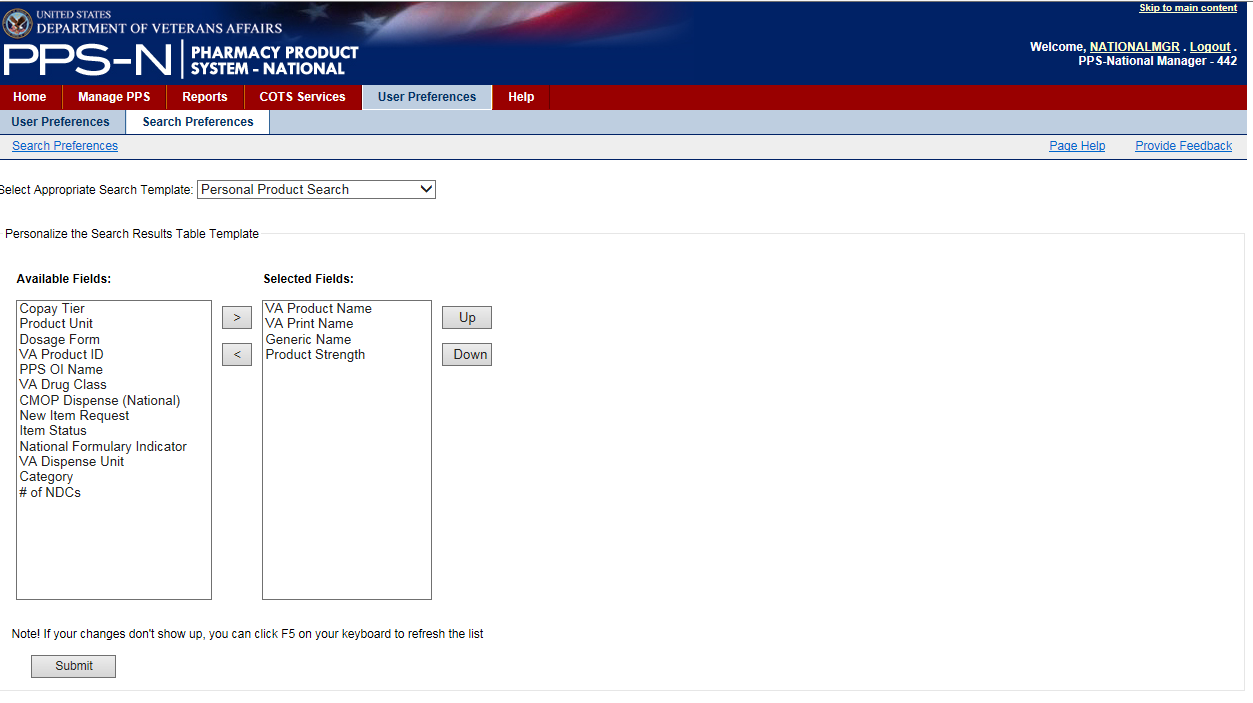 Skip to main content
UNITED STATES
DEPARTMENT OF VETERANS AFFAIRS
PPS-N PHARMACY PRODUCT SYSTEM - NATIONAL
Welcome, NATIONALMGR . Logout .
PPS-National Manager - 442
Home Manage PPS Reports COTS Services User Preferences Help
User Preferences Search Preferences
Search Preferences Page Help Provide Feedback
Select Appropriate Search Template: Personal Product Search
Personalize the Search Results Table Template
Available Fields: Selected Fields:
Copay Tier
Product Unit
Dosage Form
VA Product ID
PPS OI Name
VA Drug Class
CMOP Dispense (National)
New Item Request
Item Status
National Formulary Indicator
VA Dispense Unit
Category
# of NDCs
>
<
VA Product Name
VA Print Name
Generic Name
Product Strength
Up
Down
Note! If your changes don't show up, you can click F5 on your keyboard to refresh the list
Submit